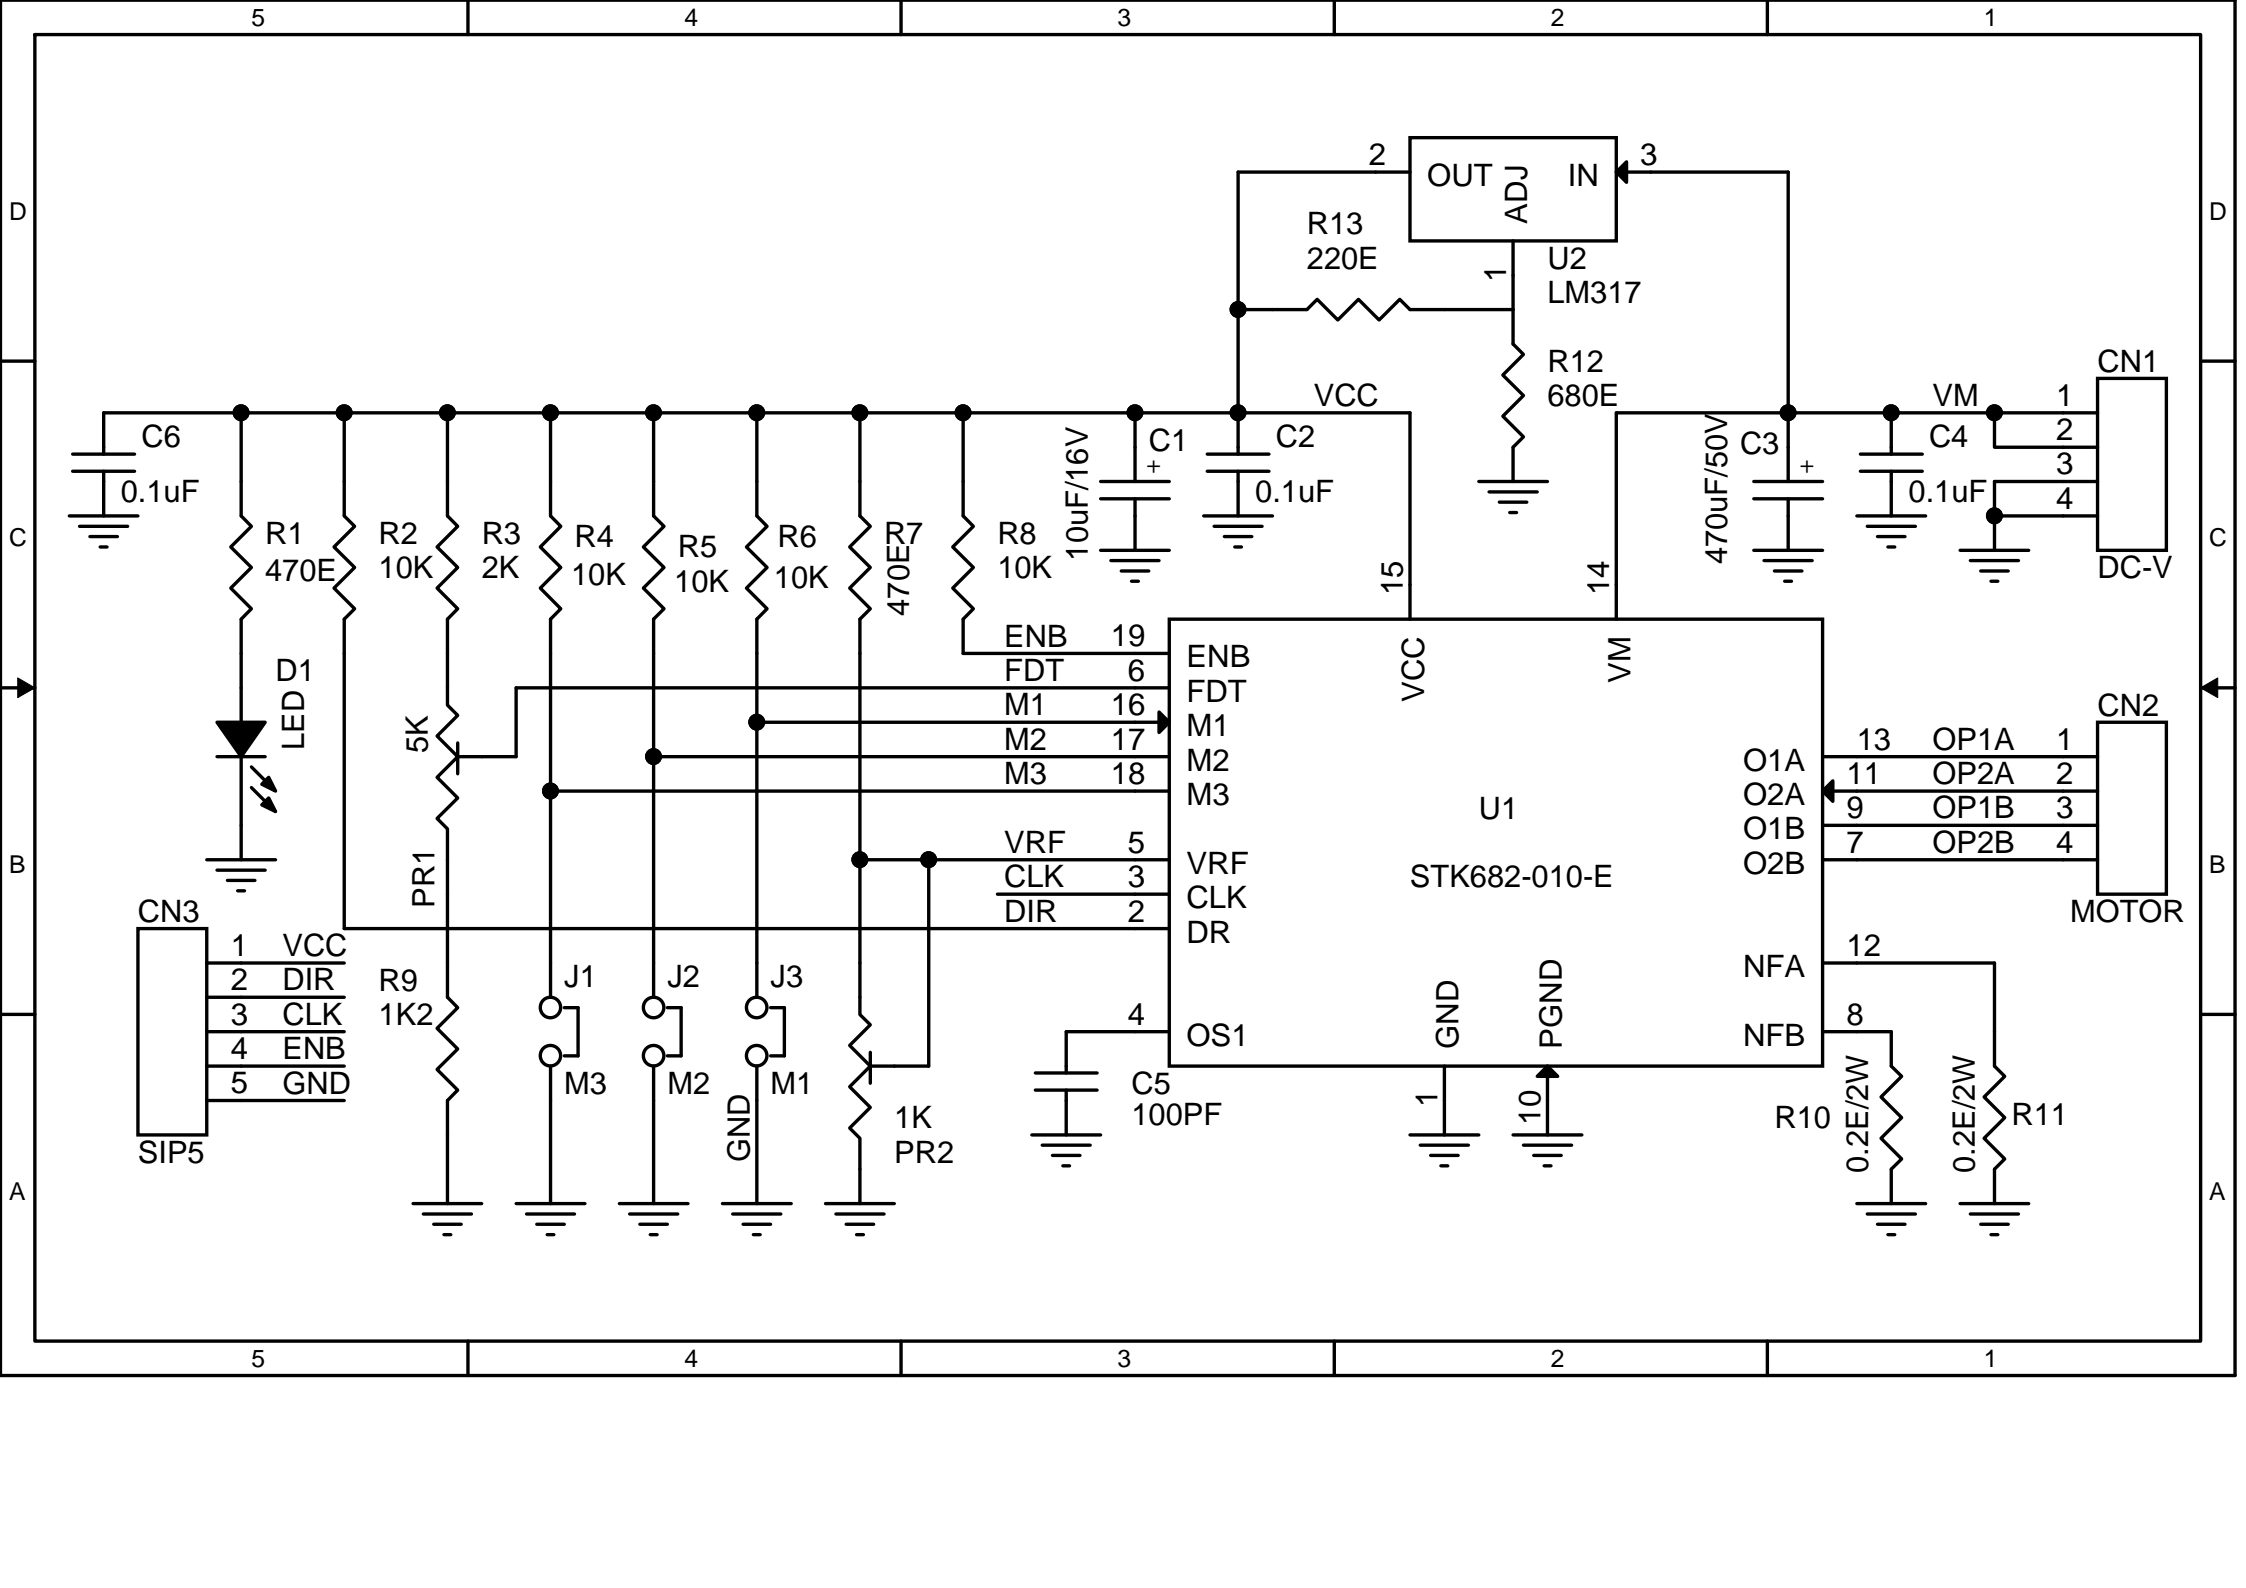 5 4 3 2 1
D D
C C
B B
A A
2 OUT ADJ IN 3
R13
220E
1
U2
LM317
R12
680E
VCC
VM
CN1
1
2
3
4
DC-V
C6
0.1uF
R1
470E
R2
10K
R3
2K
R4
10K
R5
10K
R6
10K
R7
470E
R8
10K
10uF/16V
C1
+
C2
0.1uF
470uF/50V
C3
+
C4
0.1uF
15
14
D1
LED
5K
PR1
ENB 19
FDT 6
M1 16
M2 17
M3 18
VRF 5
CLK 3
DIR 2
4
ENB
FDT
M1
M2
M3
VRF
CLK
DR
OS1
VCC
VM
U1
STK682-010-E
GND
PGND
O1A
O2A
O1B
O2B
NFA
NFB
13 OP1A 1
11 OP2A 2
9 OP1B 3
7 OP2B 4
CN2
MOTOR
12
8
CN3
1 VCC
2 DIR
3 CLK
4 ENB
5 GND
SIP5
R9
1K2
J1
M3
J2
M2
J3
M1
GND
1K
PR2
C5
100PF
1
10
R10
0.2E/2W
0.2E/2W
R11
5 4 3 2 1